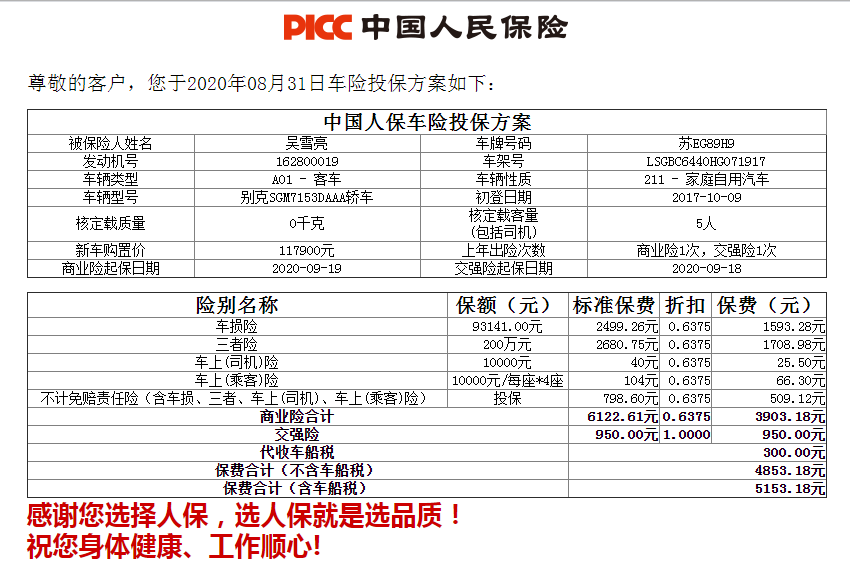 PICC 中国人民保险
尊敬的客户，您于2020年08月31日车险投保方案如下：
中国人保车险投保方案
被保险人姓名 吴雪亮 车牌号码 苏EG89H9
发动机号 162800019 车架号 LSGBC6440HG071917
车辆类型 A01 - 客车 车辆性质 211 - 家庭自用汽车
车辆型号 别克SGM7153DAAA轿车 初登日期 2017-10-09
核定载质量 0千克 核定载客量 5人
(包括司机)
新车购置价 117900元 上年出险次数 商业险1次，交强险1次
商业险起保日期 2020-09-19 交强险起保日期 2020-09-18
险别名称 保额（元） 标准保费 折扣 保费（元）
车损险 93141.00元 2499.26元 0.6375 1593.28元
三者险 200万元 2680.75元 0.6375 1708.98元
车上(司机)险 10000元 40元 0.6375 25.50元
车上(乘客)险 10000元/每座*4座 104元 0.6375 66.30元
不计免赔责任险（含车损、三者、车上(司机)、车上(乘客)险） 投保 798.60元 0.6375 509.12元
商业险合计 6122.61元 0.6375 3903.18元
交强险 950.00元 1.0000 950.00元
代收车船税 300.00元
保费合计（不含车船税） 4853.18元
保费合计（含车船税） 5153.18元
感谢您选择人保，选人保就是选品质！
祝您身体健康、工作顺心!